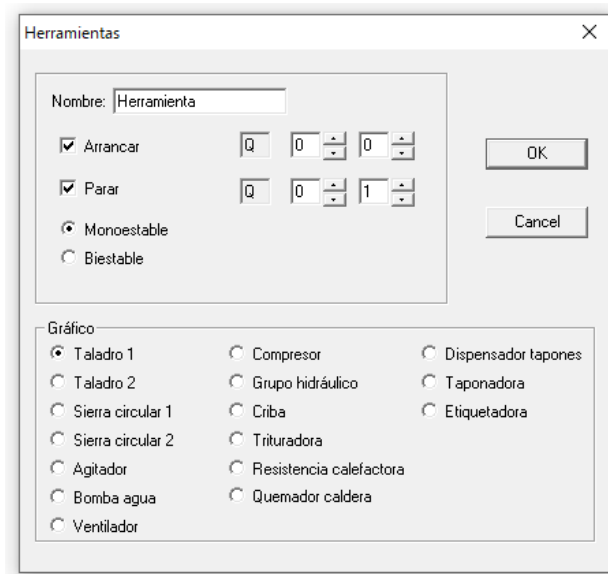 Herramientas
Nombre: Herramienta
Arrancar Q 0 0
OK
Parar Q 0 1
Cancel
Monoestable
Biestable
Gráfico
Taladro 1 Compresor Dispensador tapones
Taladro 2 Grupo hidráulico Taponadora
Sierra circular 1 Criba Etiquetadora
Sierra circular 2 Trituradora
Agitador Resistencia calefactora
Bomba agua Quemador caldera
Ventilador